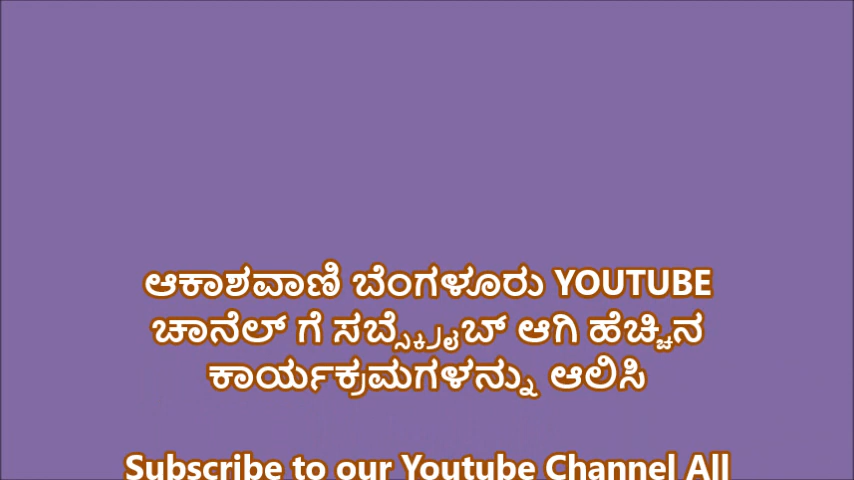 ಆಕಾಶವಾಣಿ ಬೆಂಗಳೂರು YOUTUBE
ಚಾನೆಲ್ ಗೆ ಸಬ್ಸ್ಕ್ರೈಬ್ ಆಗಿ ಹೆಚ್ಚಿನ
ಕಾರ್ಯಕ್ರಮಗಳನ್ನು ಆಲಿಸಿ
Subscribe to our Youtube Channel All